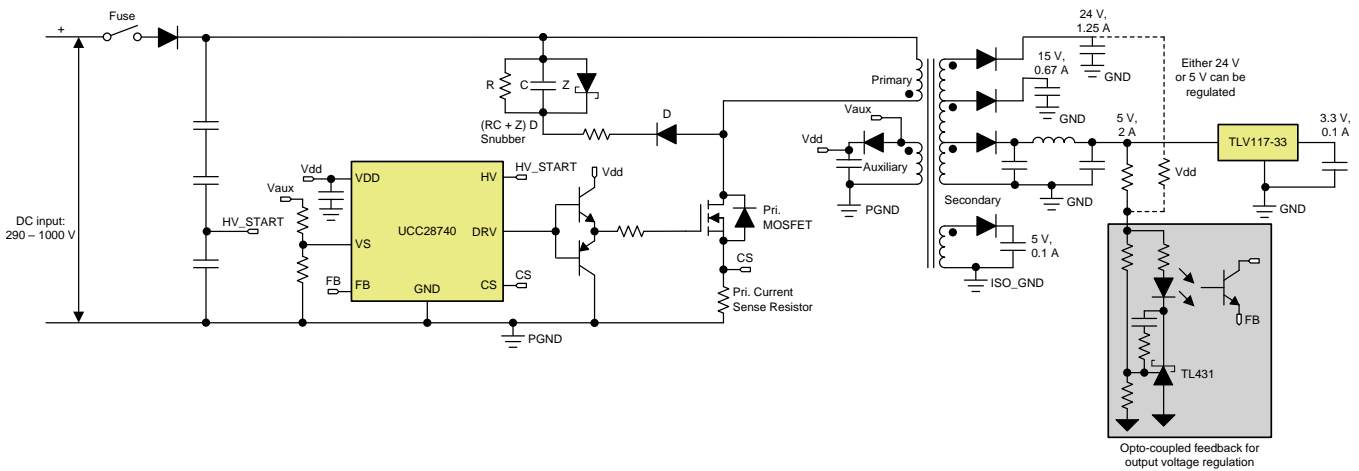 Fuse
+
DC input:
290 – 1000 V
HV_START
R
C
Z
(RC + Z) D
Snubber
D
Vdd
Vaux
VDD
VS
FB
FB
UCC28740
GND
HV
DRV
CS
HV_START
CS
Vdd
Pri.
MOSFET
CS
Pri. Current
Sense Resistor
PGND
Primary
Vaux
Vdd
Auxiliary
PGND
Secondary
24 V,
1.25 A
GND
15 V,
0.67 A
GND
5 V,
2 A
GND
5 V,
0.1 A
ISO_GND
Either 24 V
or 5 V can be
regulated
Vdd
TLV117-33
3.3 V,
0.1 A
GND
FB
TL431
Opto-coupled feedback for
output voltage regulation